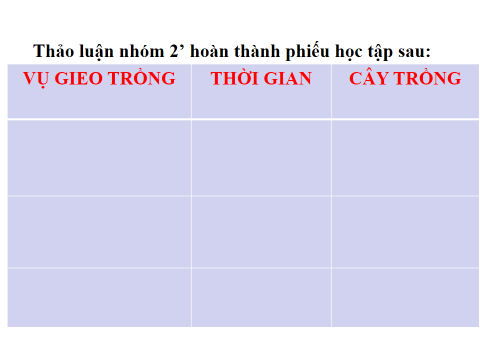 Thảo luận nhóm 2’ hoàn thành phiếu học tập sau:
VỤ GIEO TRỒNG THỜI GIAN CÂY TRỒNG